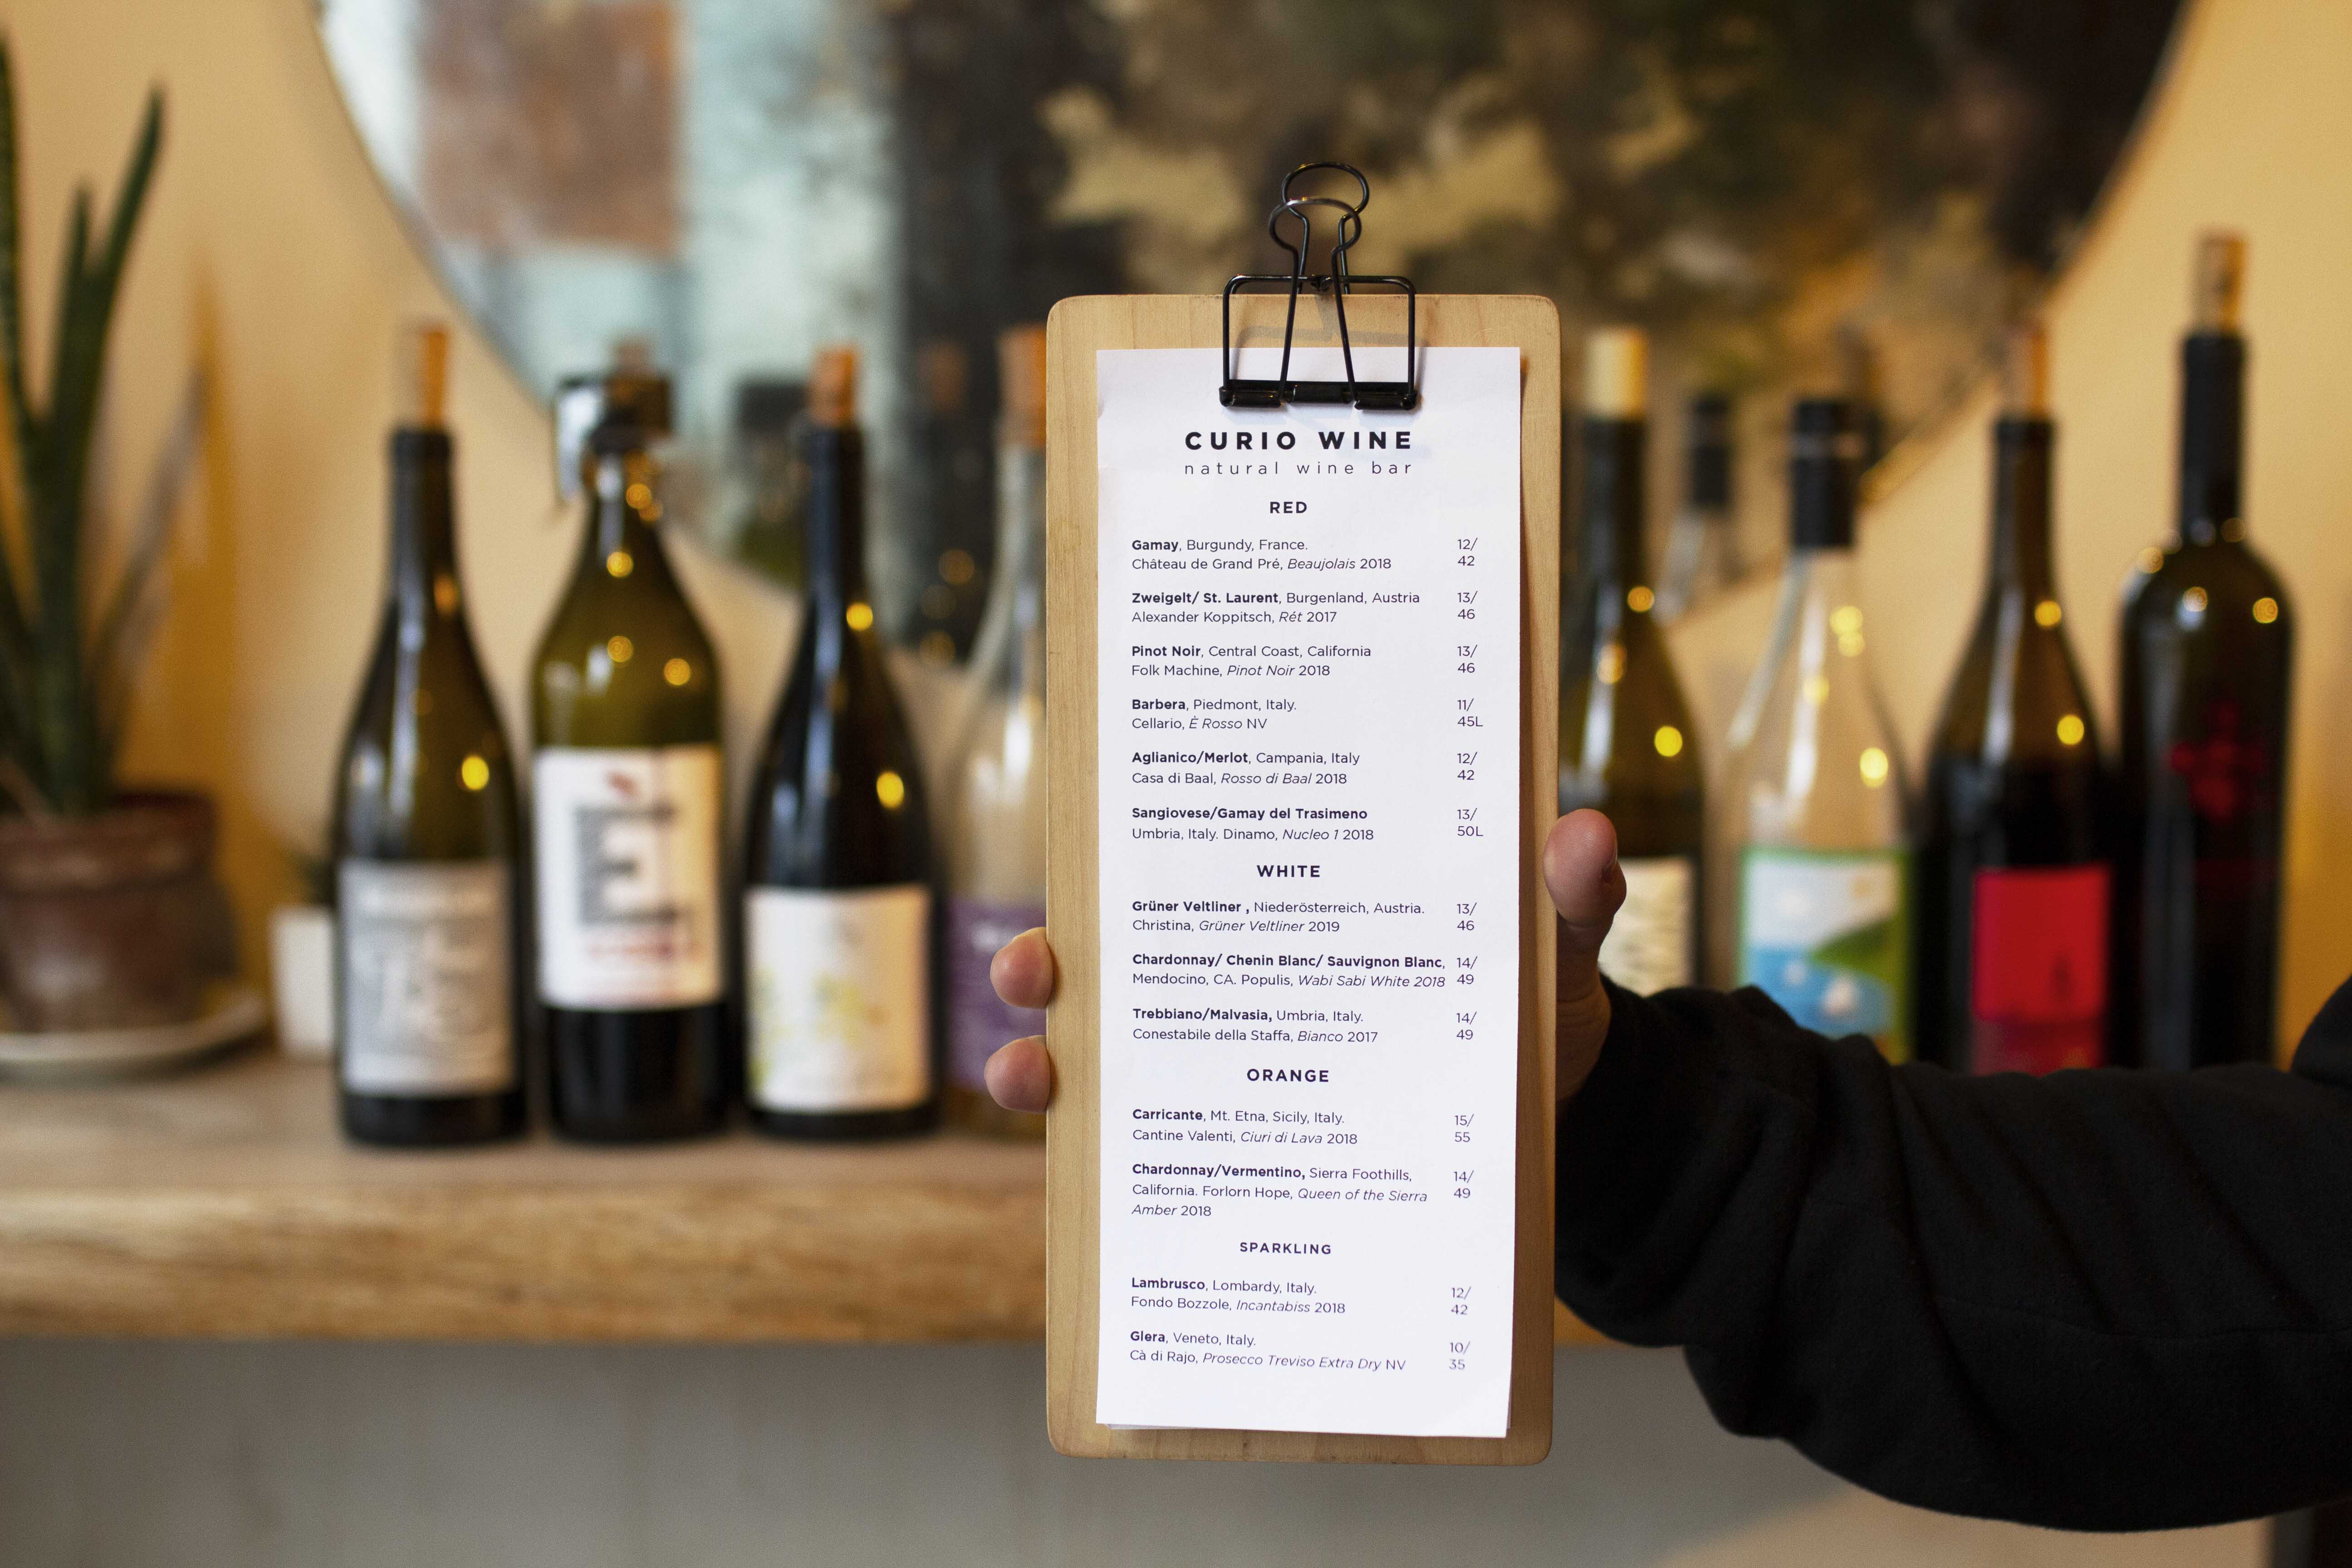 CURIO WINE
natural wine bar
RED
Gamay, Burgundy, France. 12/
Château de Grand Pré, Beaujolais 2018 42
Zweigelt/ St. Laurent, Burgenland, Austria 13/
Alexander Koppitsch, Rét 2017 46
Pinot Noir, Central Coast, California 13/
Folk Machine, Pinot Noir 2018 46
Barbera, Piedmont, Italy. 11/
Cellario, È Rosso NV 45L
Aglianico/Merlot, Campania, Italy 12/
Casa di Baal, Rosso di Baal 2018 42
Sangiovese/Gamay del Trasimeno 13/
Umbria, Italy. Dinamo, Nucleo 1 2018 50L
WHITE
Grüner Veltliner , Niederösterreich, Austria. 13/
Christina, Grüner Veltliner 2019 46
Chardonnay/ Chenin Blanc/ Sauvignon Blanc, 14/
Mendocino, CA. Populis, Wabi Sabi White 2018 49
Trebbiano/Malvasia, Umbria, Italy. 14/
Conestabile della Staffa, Bianco 2017 49
ORANGE
Carricante, Mt. Etna, Sicily, Italy. 15/
Cantine Valenti, Ciuri di Lava 2018 55
Chardonnay/Vermentino, Sierra Foothills, 14/
California. Forlorn Hope, Queen of the Sierra 49
Amber 2018
SPARKLING
Lambrusco, Lombardy, Italy. 12/
Fondo Bozzole, Incantabiss 2018 42
Glera, Veneto, Italy. 10/
Cà di Rajo, Prosecco Treviso Extra Dry NV 35